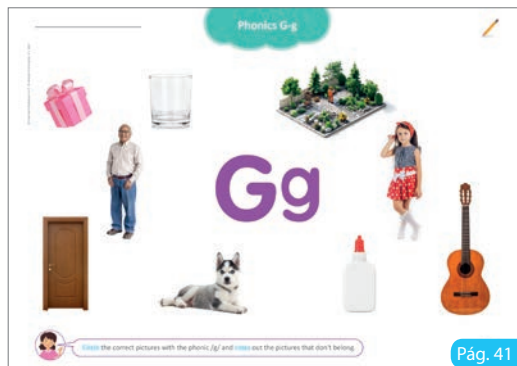 Phonics G-g
Gg
Circle the correct pictures with the phonic /g/ and cross out the pictures that don't belong.
Pág. 41